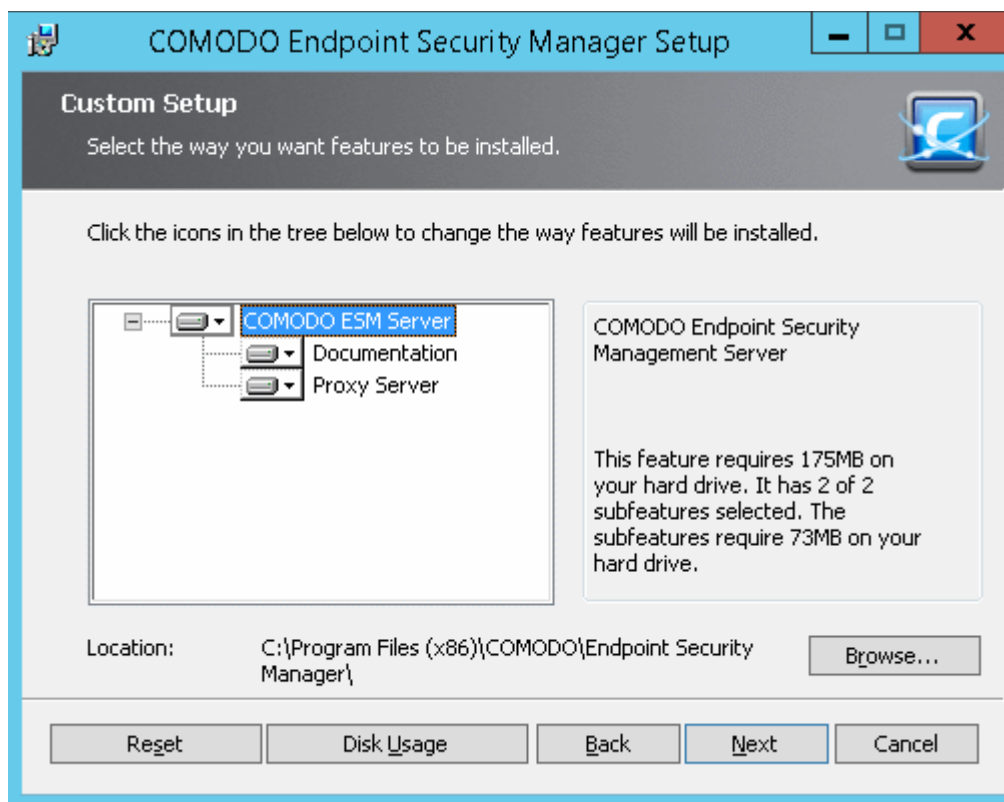 COMODO Endpoint Security Manager Setup
Custom Setup
Select the way you want features to be installed.
Click the icons in the tree below to change the way features will be installed.
COMODO ESM Server
Documentation
Proxy Server
COMODO Endpoint Security
Management Server
This feature requires 175MB on
your hard drive. It has 2 of 2
subfeatures selected. The
subfeatures require 73MB on your
hard drive.
Location:
C:\Program Files (x86)\COMODO\Endpoint Security
Manager\
Browse...
Reset
Disk Usage
Back
Next
Cancel